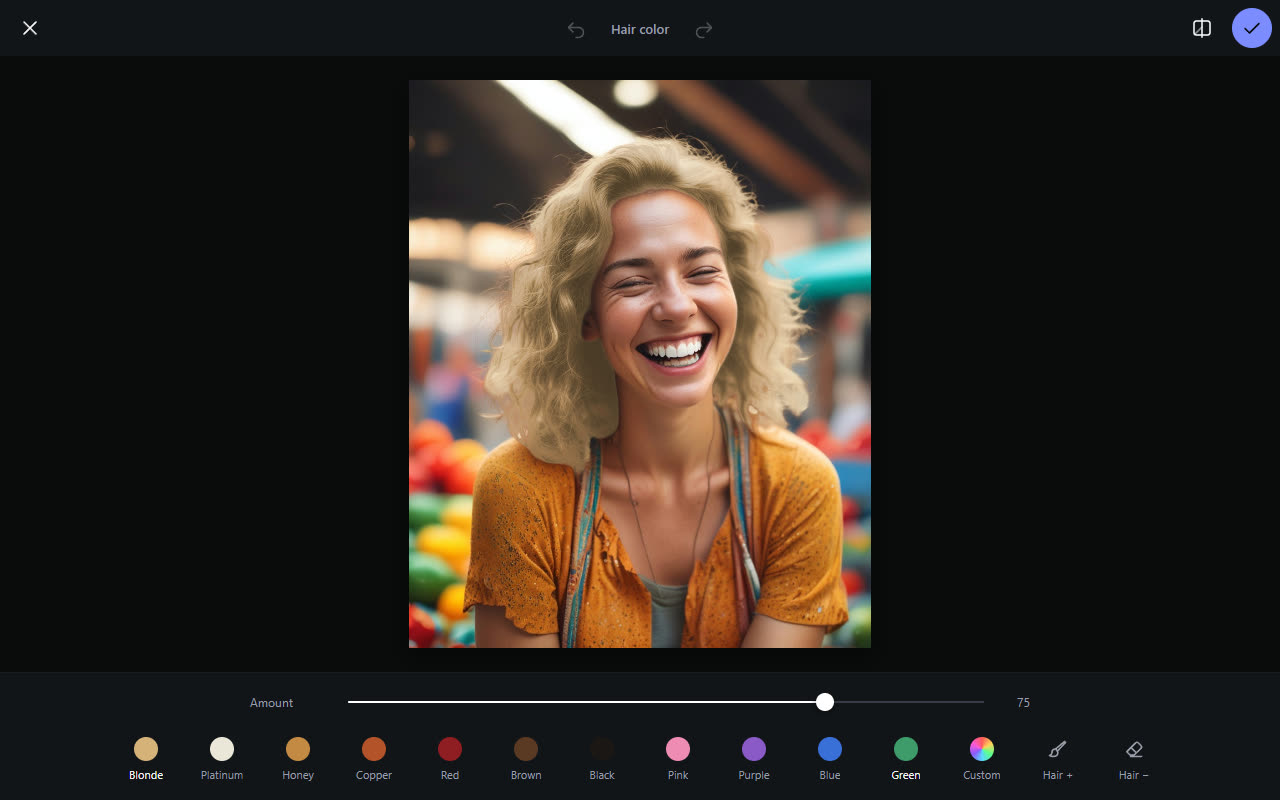 Hair color
Amount
75
Blonde
Platinum
Honey
Copper
Red
Brown
Black
Pink
Purple
Blue
Green
Custom
Hair +
Hair −